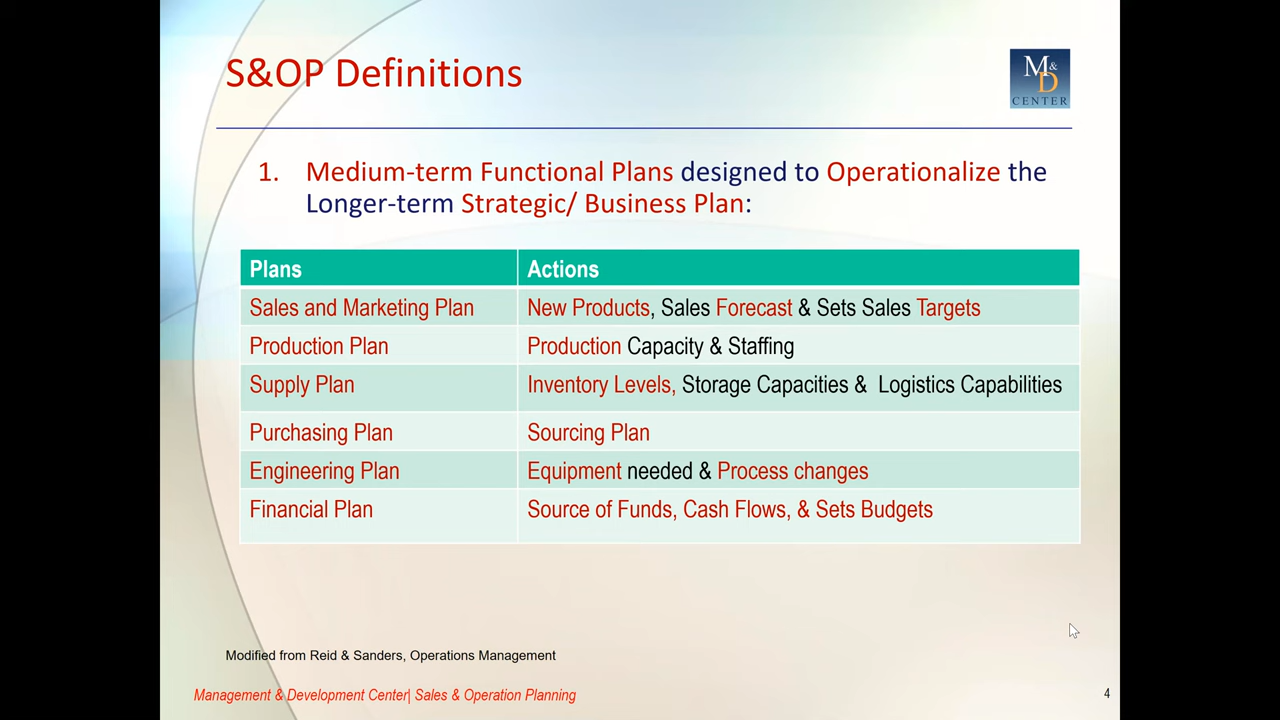 S&OP Definitions
M&
D
CENTER
1. Medium-term Functional Plans designed to Operationalize the
Longer-term Strategic/ Business Plan:
Plans Actions
Sales and Marketing Plan New Products, Sales Forecast & Sets Sales Targets
Production Plan Production Capacity & Staffing
Supply Plan Inventory Levels, Storage Capacities & Logistics Capabilities
Purchasing Plan Sourcing Plan
Engineering Plan Equipment needed & Process changes
Financial Plan Source of Funds, Cash Flows, & Sets Budgets
Modified from Reid & Sanders, Operations Management
Management & Development Center| Sales & Operation Planning 4